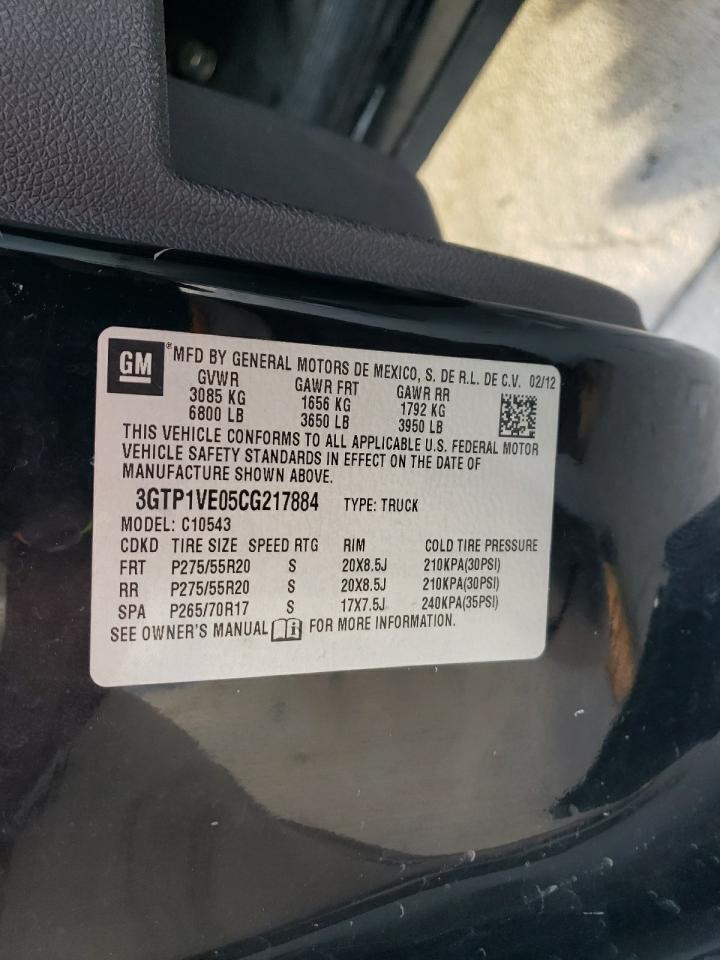 GM ® MFD BY GENERAL MOTORS DE MEXICO, S. DE R.L. DE C.V. 02/12
GVWR GAWR FRT GAWR RR
3085 KG 1656 KG 1792 KG
6800 LB 3650 LB 3950 LB
THIS VEHICLE CONFORMS TO ALL APPLICABLE U.S. FEDERAL MOTOR
VEHICLE SAFETY STANDARDS IN EFFECT ON THE DATE OF
MANUFACTURE SHOWN ABOVE.
3GTP1VE05CG217884 TYPE: TRUCK
MODEL: C10543
CDKD TIRE SIZE SPEED RTG RIM COLD TIRE PRESSURE
FRT P275/55R20 S 20X8.5J 210KPA(30PSI)
RR P275/55R20 S 20X8.5J 210KPA(30PSI)
SPA P265/70R17 S 17X7.5J 240KPA(35PSI)
SEE OWNER'S MANUAL FOR MORE INFORMATION.